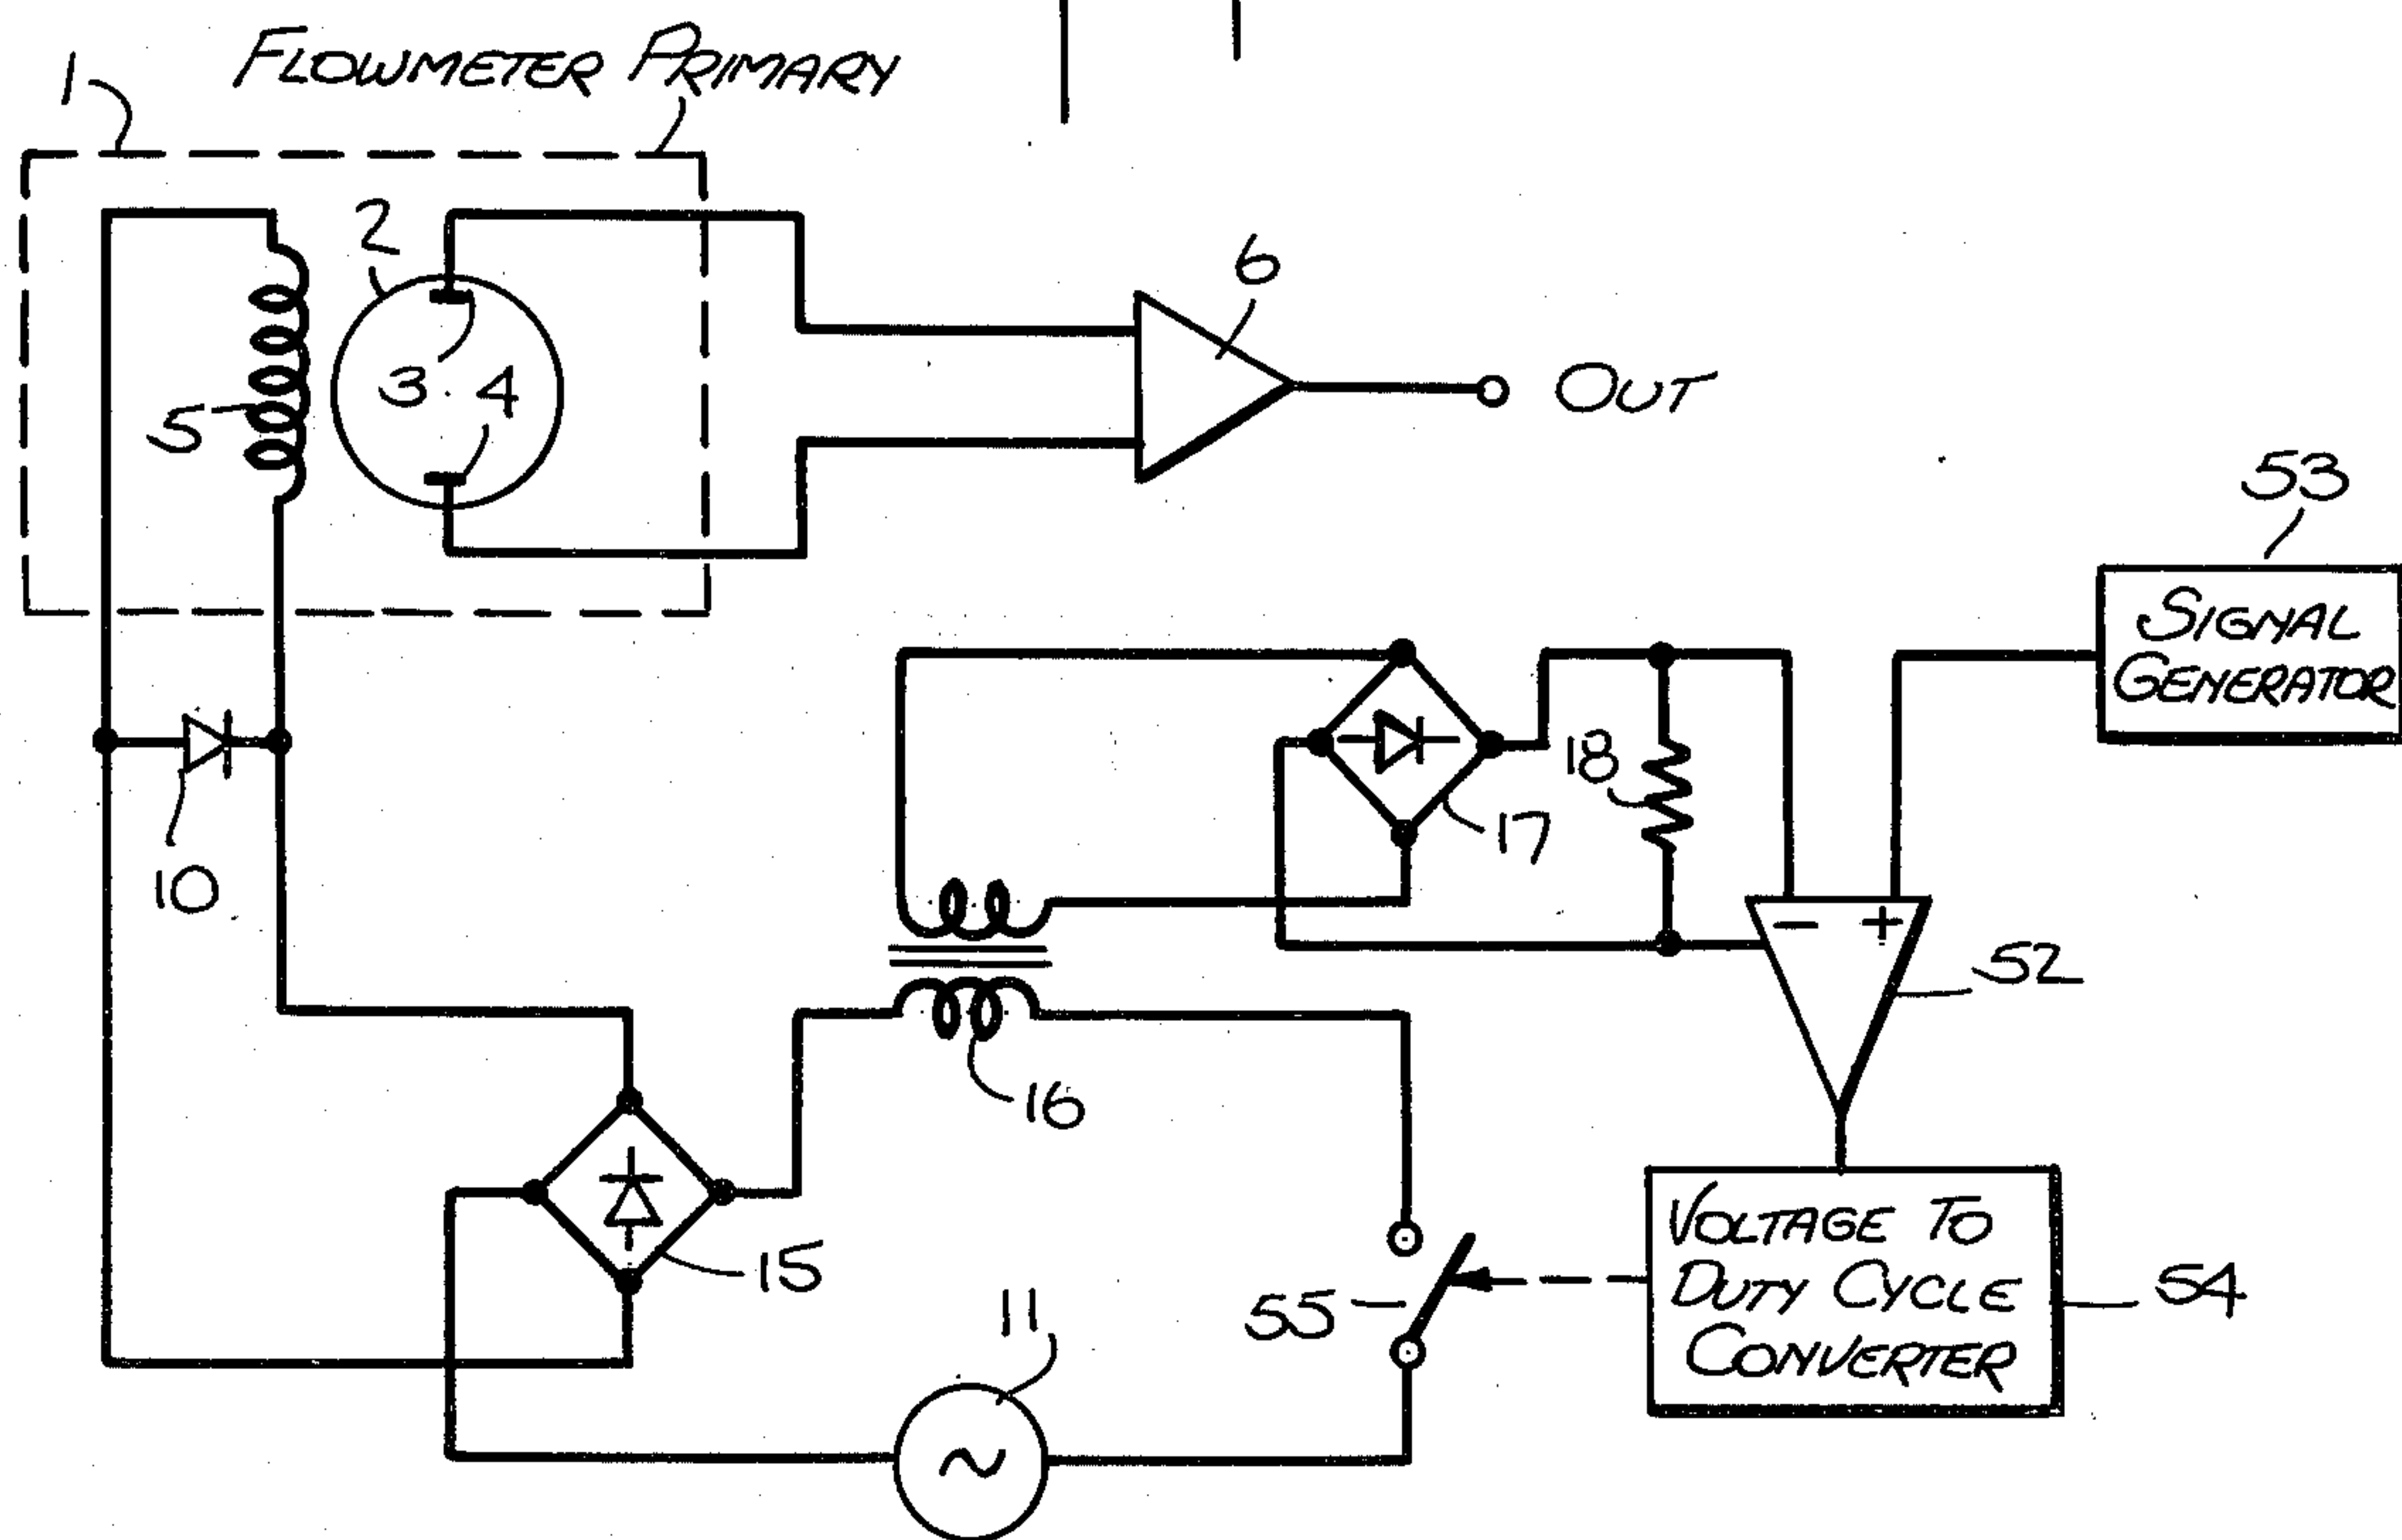 1
FLOWMETER PRIMARY
2
3
4
5
6
OUT
53
SIGNAL
GENERATOR
18
17
10
- +
52
16
15
11
55
VOLTAGE TO
DUTY CYCLE
CONVERTER
54